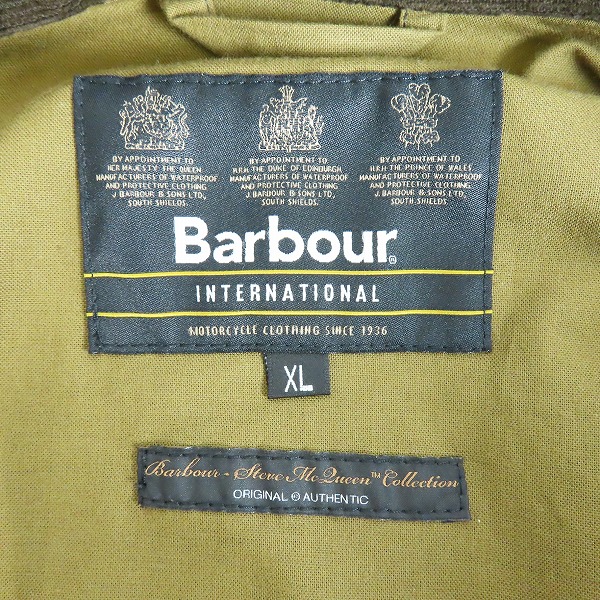 BY APPOINTMENT TO
HER MAJESTY THE QUEEN
MANUFACTURERS OF WATERPROOF
AND PROTECTIVE CLOTHING
J. BARBOUR & SONS LTD.,
SOUTH SHIELDS.
BY APPOINTMENT TO
H.R.H. THE DUKE OF EDINBURGH
MANUFACTURERS OF WATERPROOF
AND PROTECTIVE CLOTHING
J. BARBOUR & SONS LTD.,
SOUTH SHIELDS.
BY APPOINTMENT TO
H.R.H. THE PRINCE OF WALES
MANUFACTURERS OF WATERPROOF
AND PROTECTIVE CLOTHING
J. BARBOUR & SONS LTD.,
SOUTH SHIELDS.
Barbour®
INTERNATIONAL
MOTORCYCLE CLOTHING SINCE 1936
XL
Barbour - Steve McQueen™ Collection
ORIGINAL & AUTHENTIC